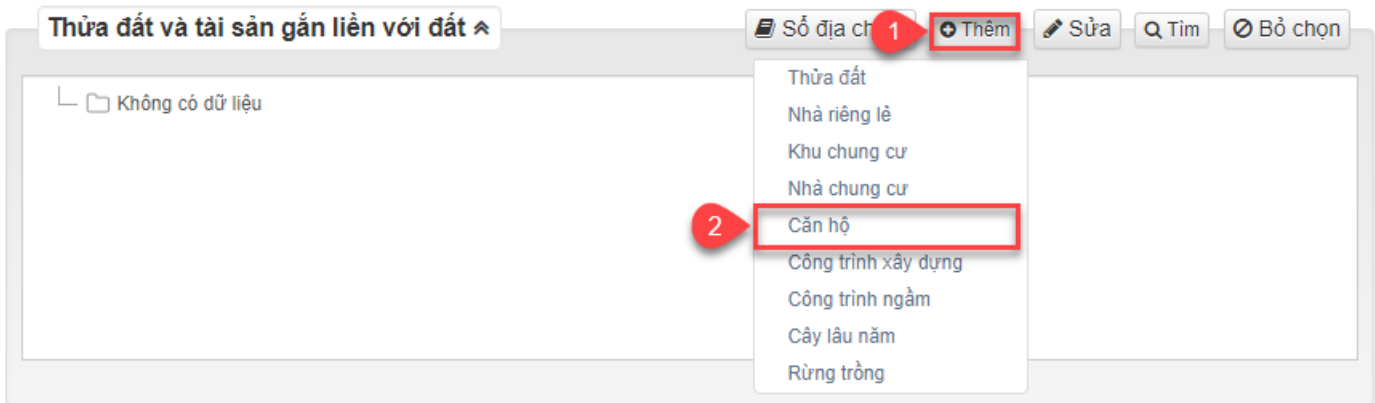 Thửa đất và tài sản gắn liền với đất
Sổ địa ch
1
Thêm
Sửa
Tìm
Bỏ chọn
Không có dữ liệu
Thửa đất
Nhà riêng lẻ
Khu chung cư
Nhà chung cư
2
Căn hộ
Công trình xây dựng
Công trình ngầm
Cây lâu năm
Rừng trồng